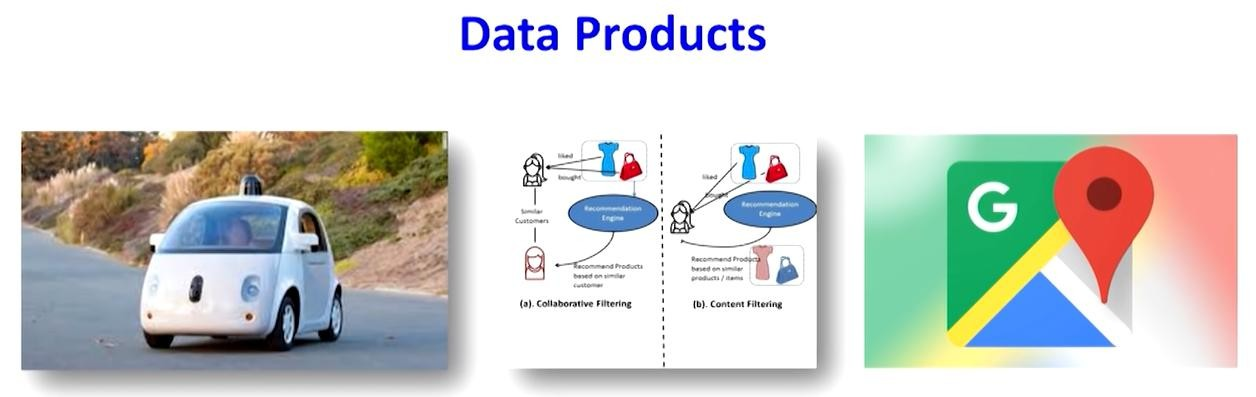 Data Products
liked
bought
Similar
Customers
Recommendation
Engine
Recommend Products
based on similar
customer
(a). Collaborative Filtering
liked
bought
Recommendation
Engine
Recommend Products
based on similar
products / items
(b). Content Filtering
G